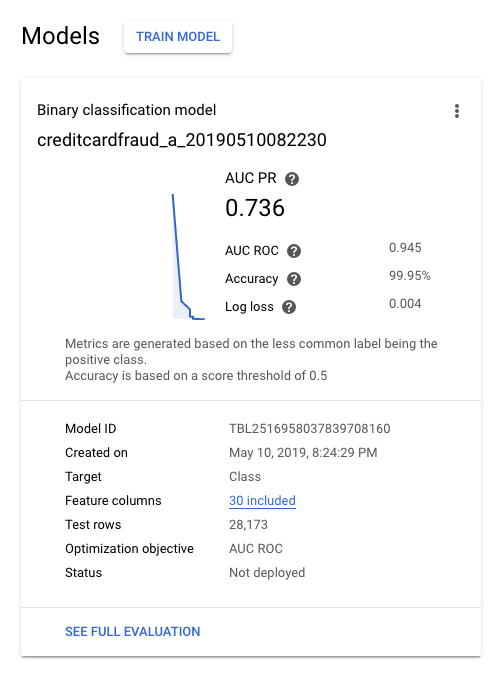 Models
TRAIN MODEL
Binary classification model
creditcardfraud_a_20190510082230
AUC PR
0.736
AUC ROC 0.945
Accuracy 99.95%
Log loss 0.004
Metrics are generated based on the less common label being the
positive class.
Accuracy is based on a score threshold of 0.5
Model ID TBL2516958037839708160
Created on May 10, 2019, 8:24:29 PM
Target Class
Feature columns 30 included
Test rows 28,173
Optimization objective AUC ROC
Status Not deployed
SEE FULL EVALUATION